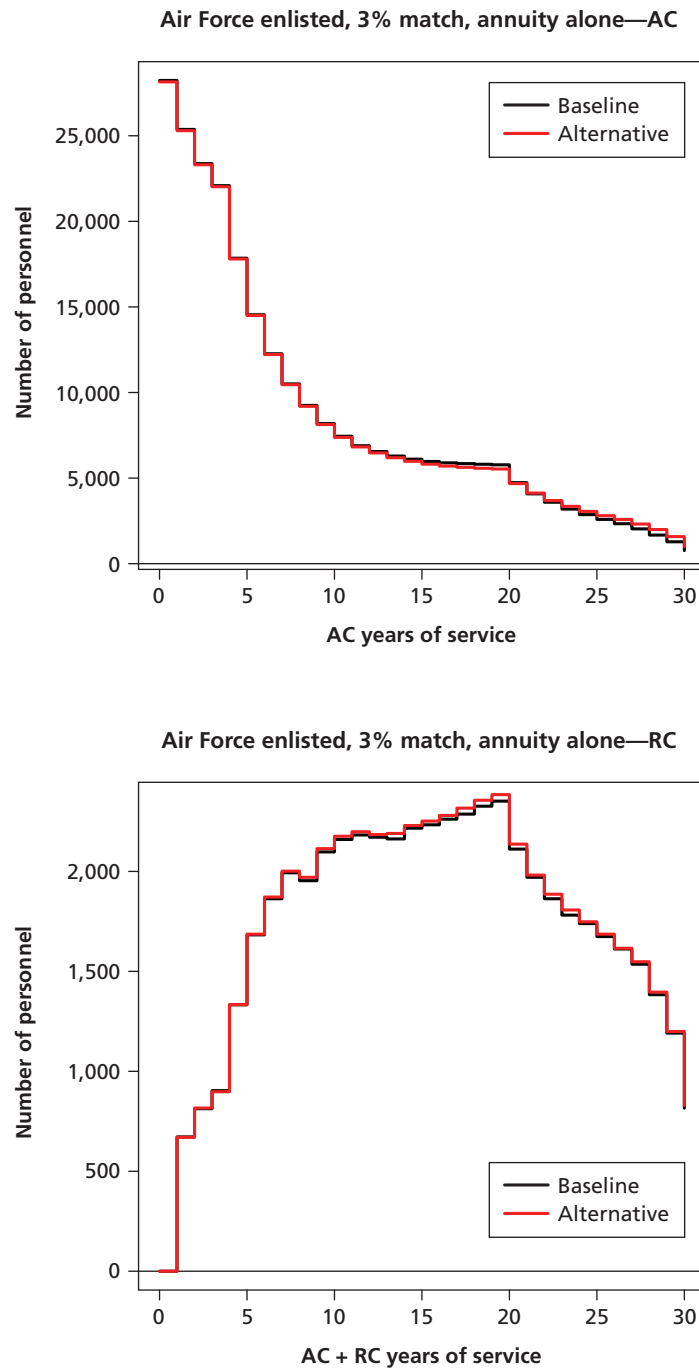 Air Force enlisted, 3% match, annuity alone—AC
Baseline
Alternative
Number of personnel
25,000
20,000
15,000
10,000
5,000
0
0 5 10 15 20 25 30
AC years of service
Air Force enlisted, 3% match, annuity alone—RC
Number of personnel
2,000
1,500
1,000
500
0
Baseline
Alternative
0 5 10 15 20 25 30
AC + RC years of service